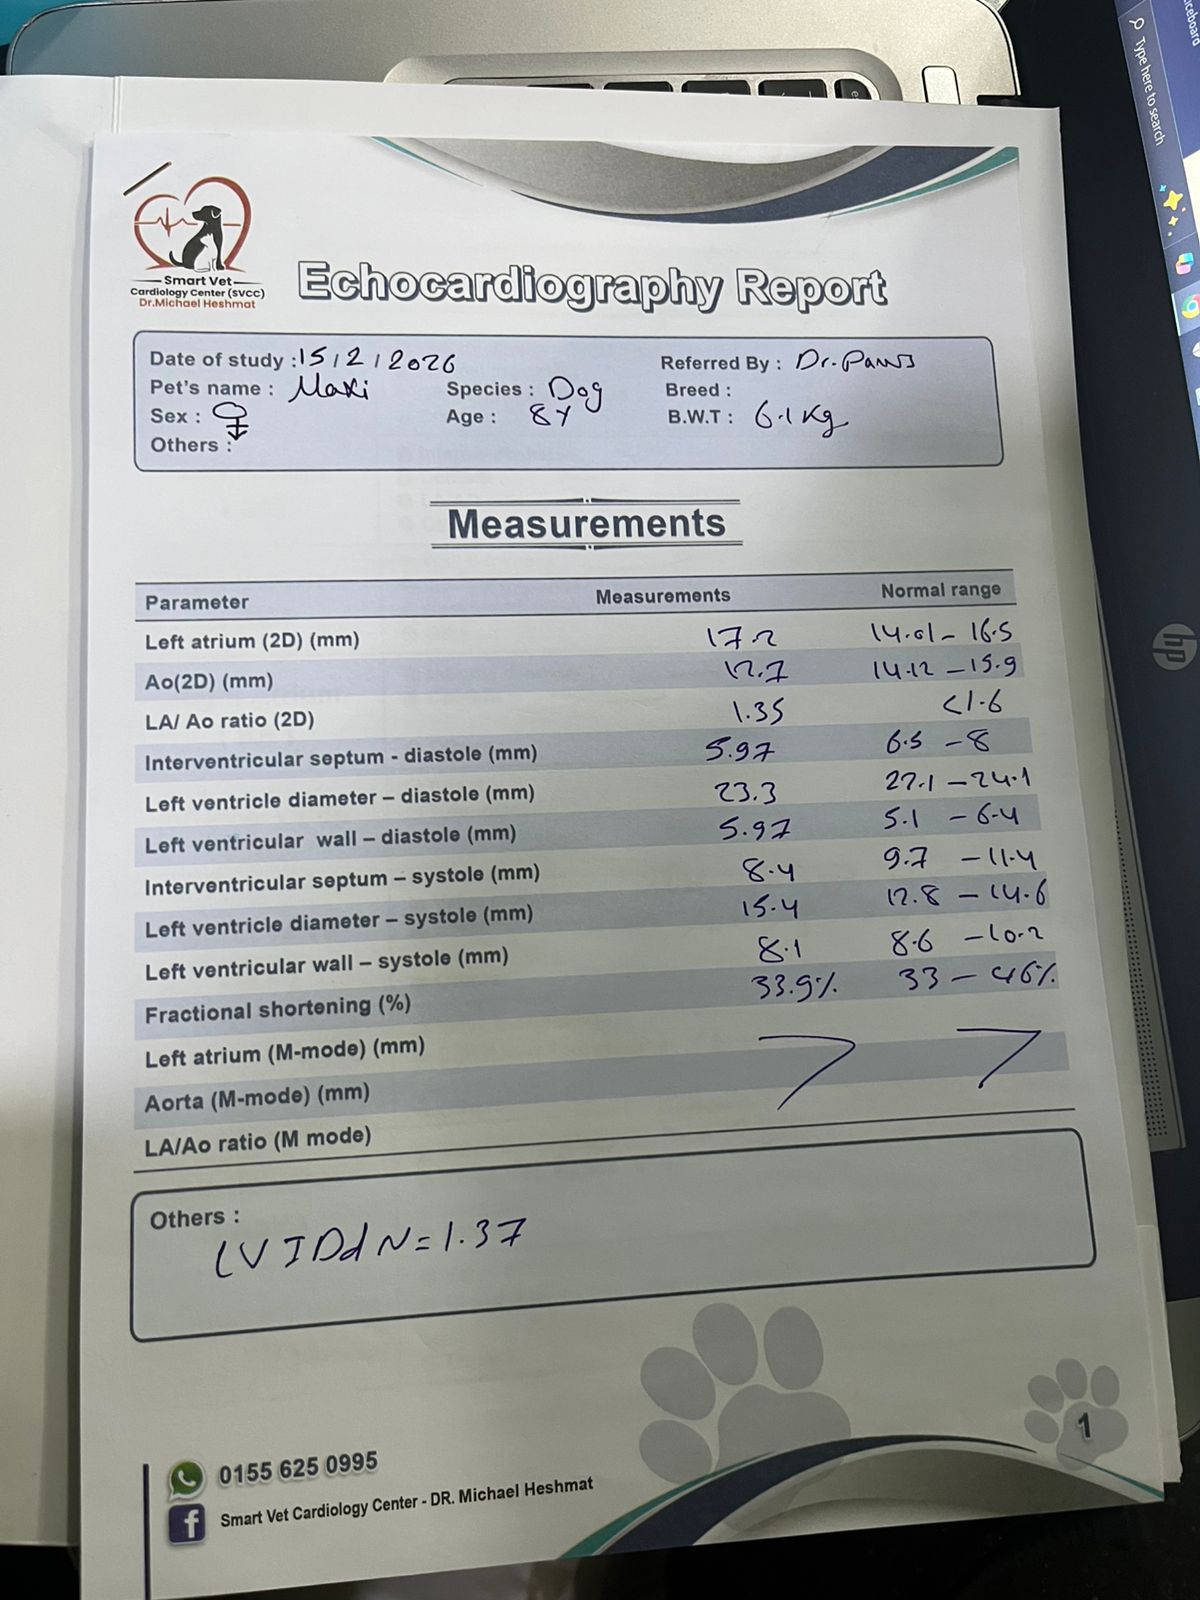 iceboard
Type here to search
Smart Vet
Cardiology Center (SVCC)
Dr.Michael Heshmat
Echocardiography Report
Date of study :15/2/2026 Referred By : Dr.Paws
Pet's name : Maxi Species : Dog Breed :
Sex : Age : 8Y B.W.T : 6.1 Kg
Others :
Measurements
Parameter Measurements Normal range
Left atrium (2D) (mm) 17.2 14.01 - 16.5
Ao(2D) (mm) 12.7 14.12 - 15.9
LA/ Ao ratio (2D) 1.35 <1.6
Interventricular septum - diastole (mm) 5.97 6.5 - 8
Left ventricle diameter – diastole (mm) 23.3 22.1 - 24.1
Left ventricular wall – diastole (mm) 5.97 5.1 - 6.4
Interventricular septum – systole (mm) 8.4 9.7 - 11.4
Left ventricle diameter – systole (mm) 15.4 12.8 - 14.6
Left ventricular wall – systole (mm) 8.1 8.6 - 10.2
Fractional shortening (%) 33.9% 33 - 46%
Left atrium (M-mode) (mm)
Aorta (M-mode) (mm)
LA/Ao ratio (M mode)
Others :
LVIDdN = 1.37
1
0155 625 0995
Smart Vet Cardiology Center - DR. Michael Heshmat
hp